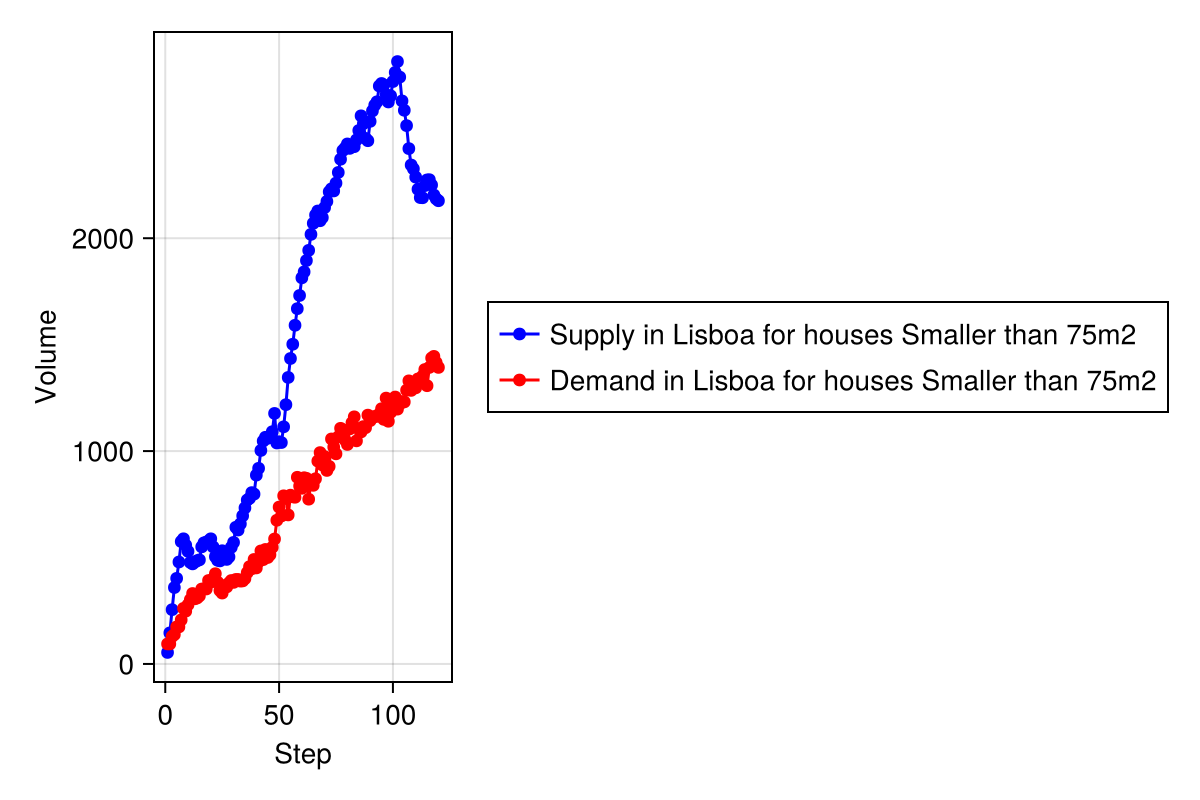 Volume
2000
1000
0
0 50 100
Step
Supply in Lisboa for houses Smaller than 75m2
Demand in Lisboa for houses Smaller than 75m2